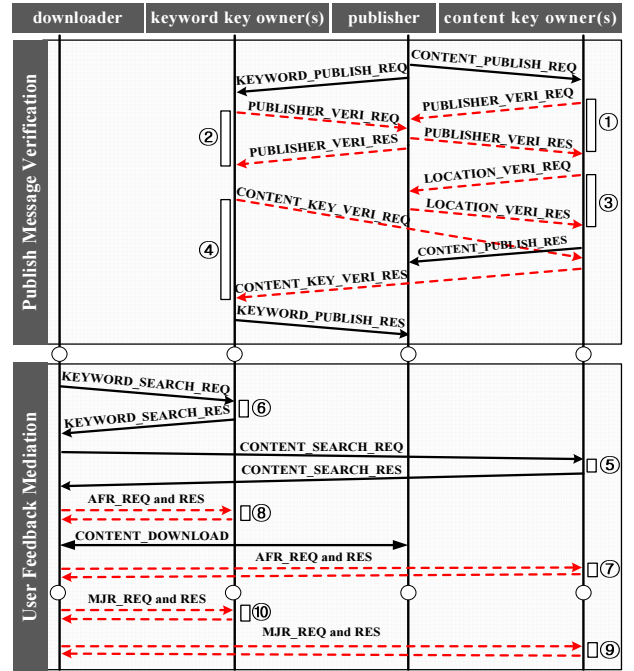 downloader keyword key owner(s) publisher content key owner(s)
Publish Message Verification
CONTENT_PUBLISH_REQ
KEYWORD_PUBLISH_REQ
PUBLISHER_VERI_REQ
①
PUBLISHER_VERI_REQ
②
PUBLISHER_VERI_RES
PUBLISHER_VERI_RES
LOCATION_VERI_REQ
③
CONTENT_KEY_VERI_REQ
LOCATION_VERI_RES
④
CONTENT_PUBLISH_RES
CONTENT_KEY_VERI_RES
KEYWORD_PUBLISH_RES
User Feedback Mediation
KEYWORD_SEARCH_REQ
⑥
KEYWORD_SEARCH_RES
CONTENT_SEARCH_REQ
⑤
CONTENT_SEARCH_RES
AFR_REQ and RES
⑧
CONTENT_DOWNLOAD
AFR_REQ and RES
⑦
MJR_REQ and RES
⑩
MJR_REQ and RES
⑨